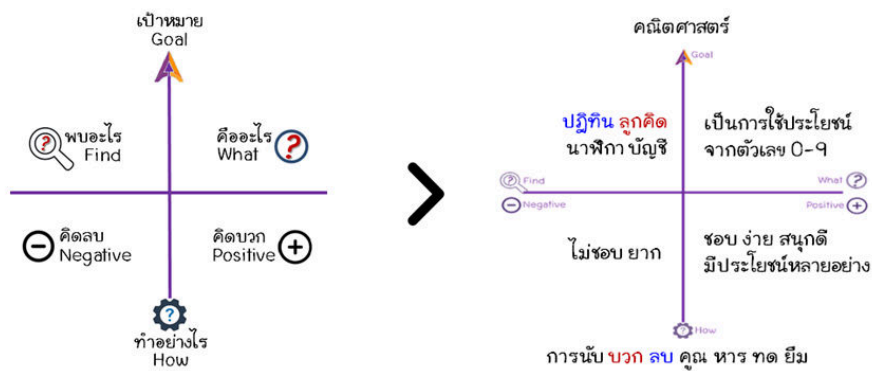 เป้าหมาย
Goal
พบอะไร
Find
คืออะไร
What
?
?
คิดลบ
Negative
คิดบวก
Positive
?
ทำอย่างไร
How
คณิตศาสตร์
Goal
ปฎิทิน ลูกคิด
นาฬิกา บัญชี
เป็นการใช้ประโยชน์
จากตัวเลข 0-9
? Find
What ?
Negative
Positive
ไม่ชอบ ยาก
ชอบ ง่าย สนุกดี
มีประโยชน์หลายอย่าง
? How
การนับ บวก ลบ คูณ หาร ทด ยืม